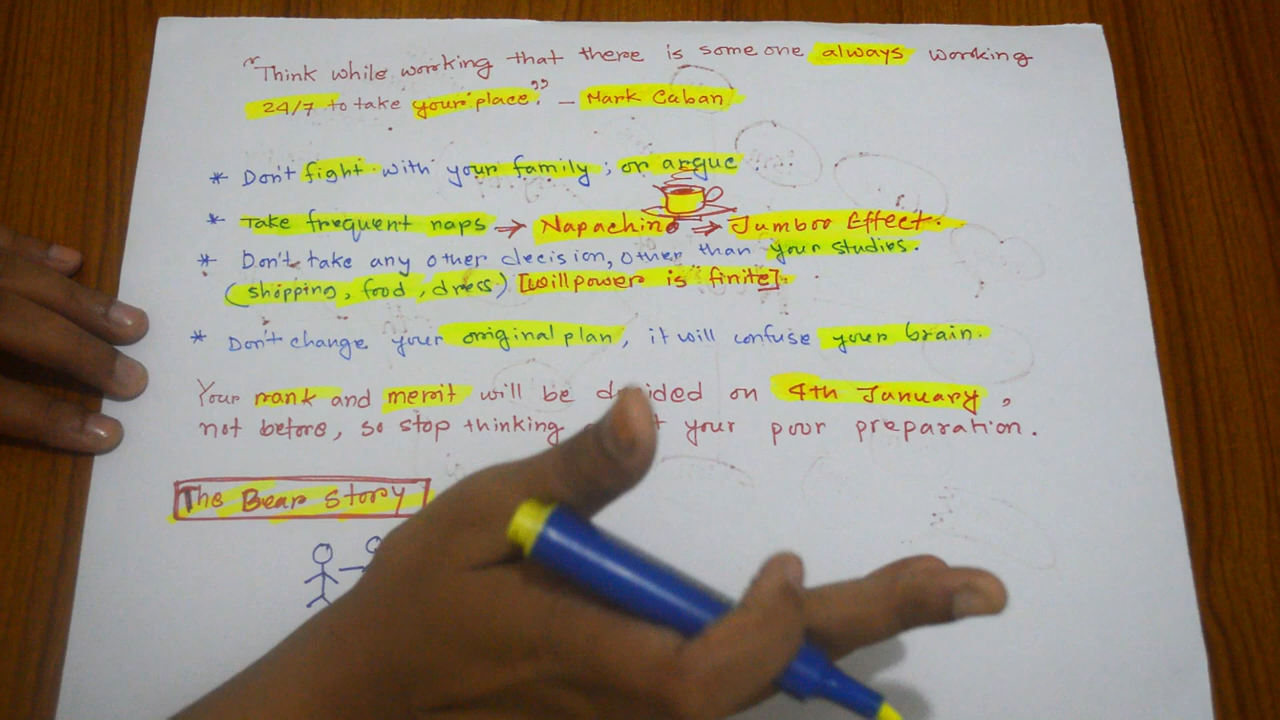 "Think while working that there is some one always working
24/7 to take your place." - Mark Caban
* Don't fight with your family; or argue
* Take frequent naps → Napachino ⇒ Jumboo Effect.
* Don't take any other decision, other than your studies.
(shopping, food, dress) [willpower is finite].
* Don't change your original plan, it will confuse your brain.
Your rank and merit will be decided on 4th January,
not before, so stop thinking your poor preparation.
The Bear Story